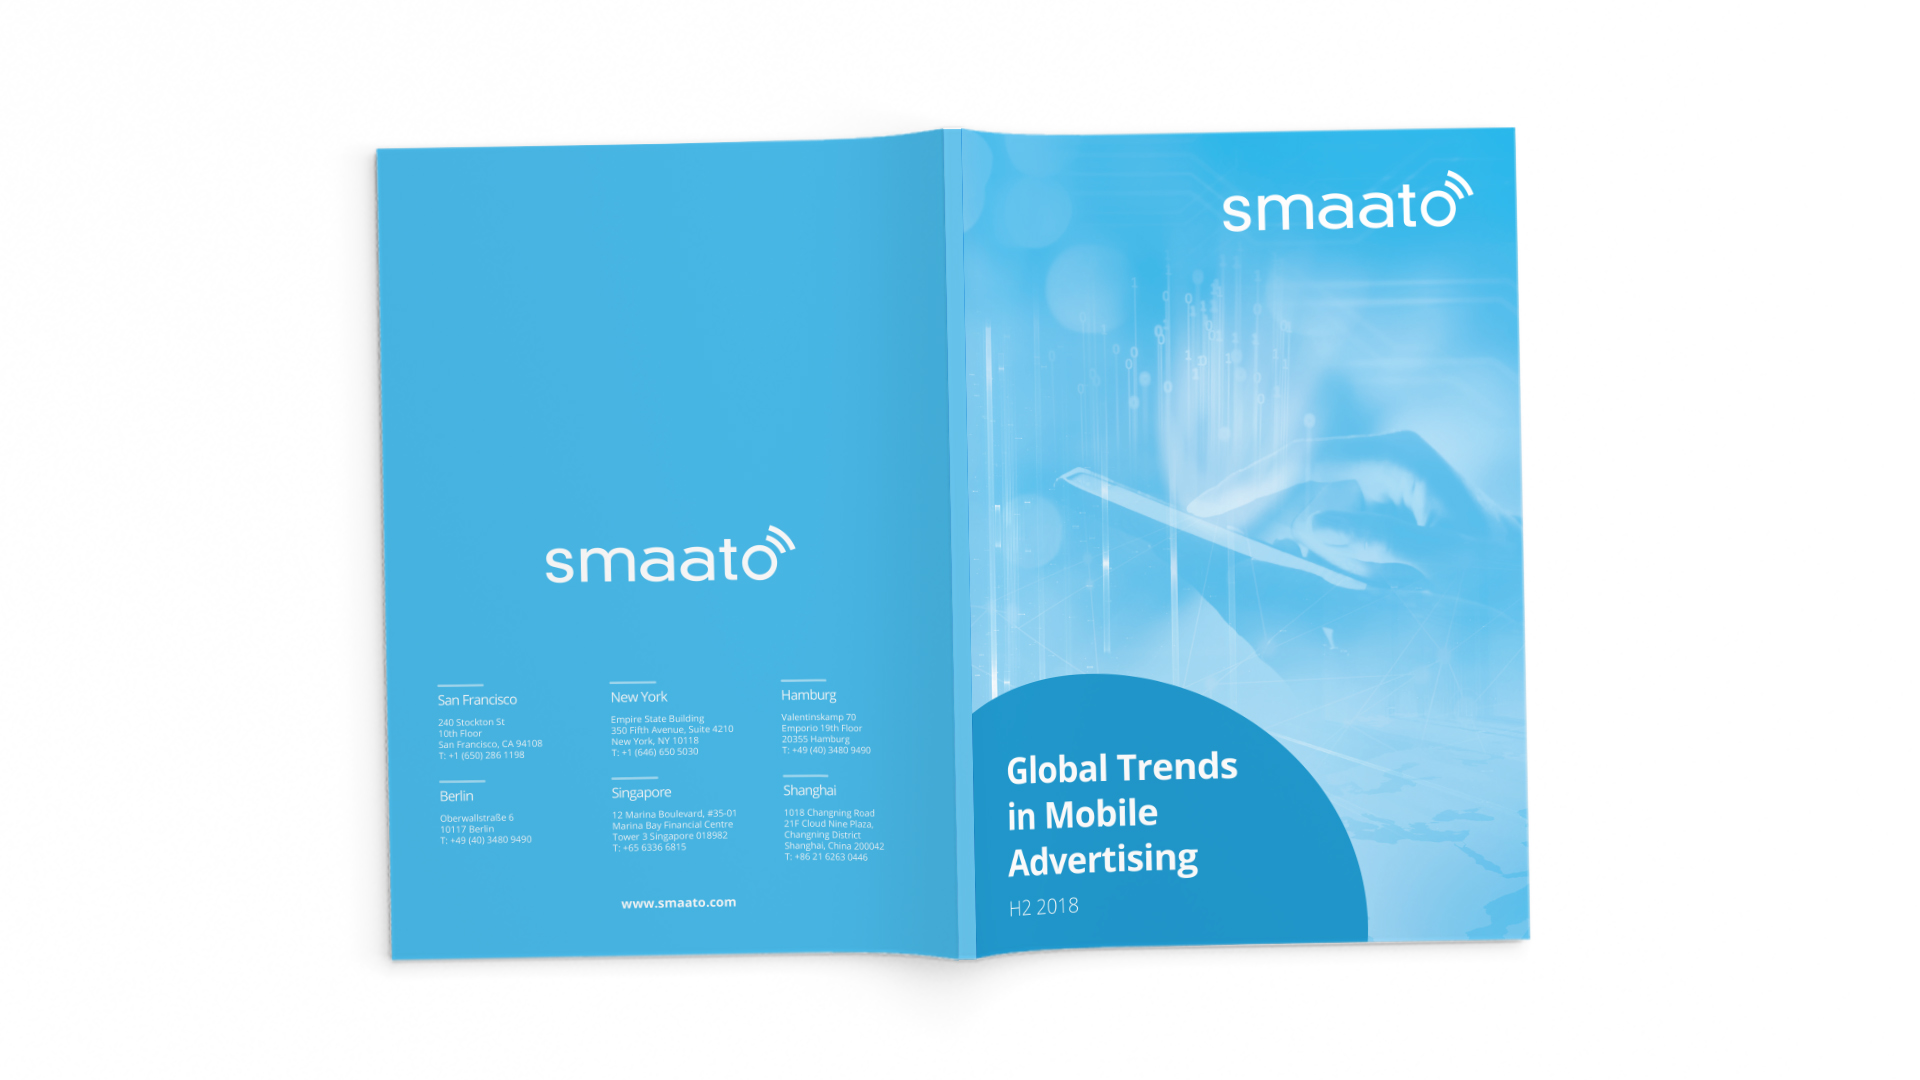 smaato
San Francisco
240 Stockton St
10th Floor
San Francisco, CA 94108
T: +1 (650) 286 1198
New York
Empire State Building
350 Fifth Avenue, Suite 4210
New York, NY 10118
T: +1 (646) 650 5030
Hamburg
Valentinskamp 70
Emporio 19th Floor
20355 Hamburg
T: +49 (40) 3480 9490
Berlin
Oberwallstraße 6
10117 Berlin
T: +49 (40) 3480 9490
Singapore
12 Marina Boulevard, #35-01
Marina Bay Financial Centre
Tower 3 Singapore 018982
T: +65 6336 6815
Shanghai
1018 Changning Road
21F Cloud Nine Plaza,
Changning District
Shanghai, China 200042
T: +86 21 6263 0446
www.smaato.com
smaato
Global Trends
in Mobile
Advertising
H2 2018